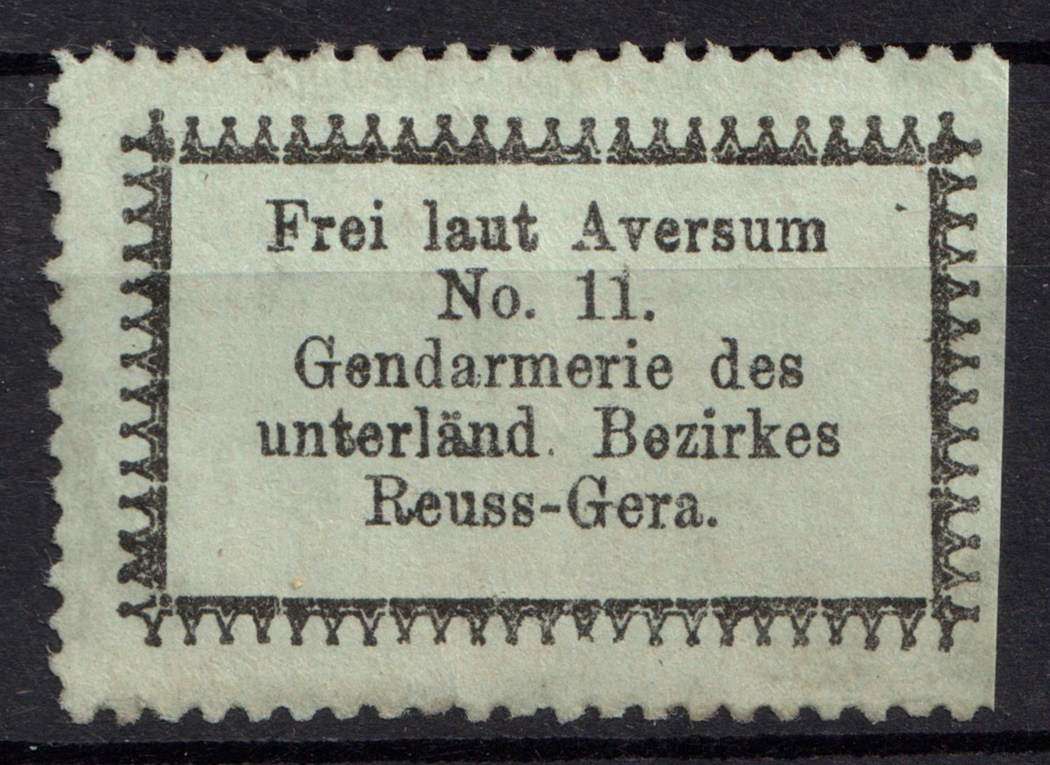 Frei laut Aversum
No. 11.
Gendarmerie des
unterländ. Bezirkes
Reuss-Gera.